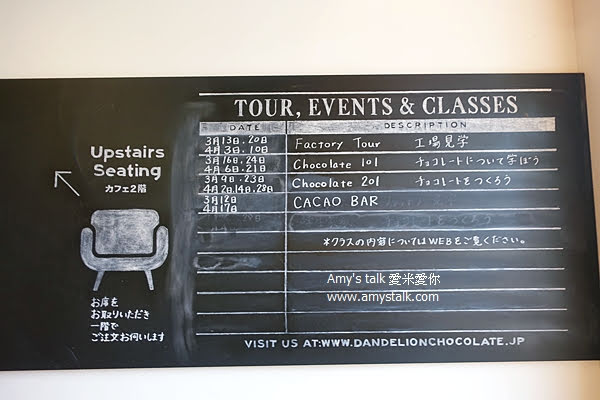 TOUR, EVENTS & CLASSES
DATE DESCRIPTION
3月13日.20日
4月3日.10日
Factory Tour 工場見学
3月16日.24日
4月6日.21日
Chocolate 101 チョコレートについて学ぼう
3月9日.23日
4月2日.14日.28日
Chocolate 201 チョコレートをつくろう
3月12日
4月17日
CACAO BAR
*クラスの内容についてはWEBをご覧ください。
Upstairs
Seating
カフェ2階
お席を
お取りいただき
一階で
ご注文お伺いします
Amy's talk 愛米愛你
www.amystalk.com
VISIT US AT:WWW.DANDELIONCHOCOLATE.JP